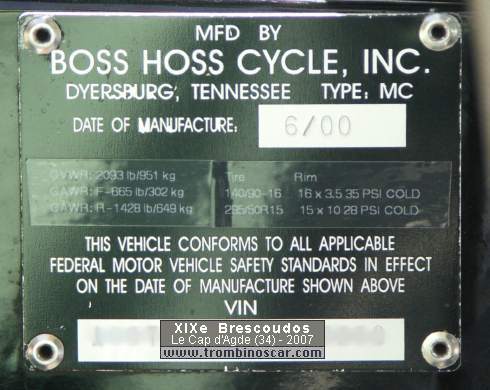 MFD BY
BOSS HOSS CYCLE, INC.
DYERSBURG, TENNESSEE TYPE: MC
DATE OF MANUFACTURE: 6/00
GVWR: 2093 lb/951 kg Tire Rim
GAWR: F-665 lb/302 kg 140/90-16 16 x 3.5 35 PSI COLD
GAWR: R-1428 lb/649 kg 295/50R15 15 x 10 28 PSI COLD
THIS VEHICLE CONFORMS TO ALL APPLICABLE
FEDERAL MOTOR VEHICLE SAFETY STANDARDS IN EFFECT
ON THE DATE OF MANUFACTURE SHOWN ABOVE
VIN
XIXe Brescoudos
Le Cap d'Agde (34) - 2007
www.trombinoscar.com